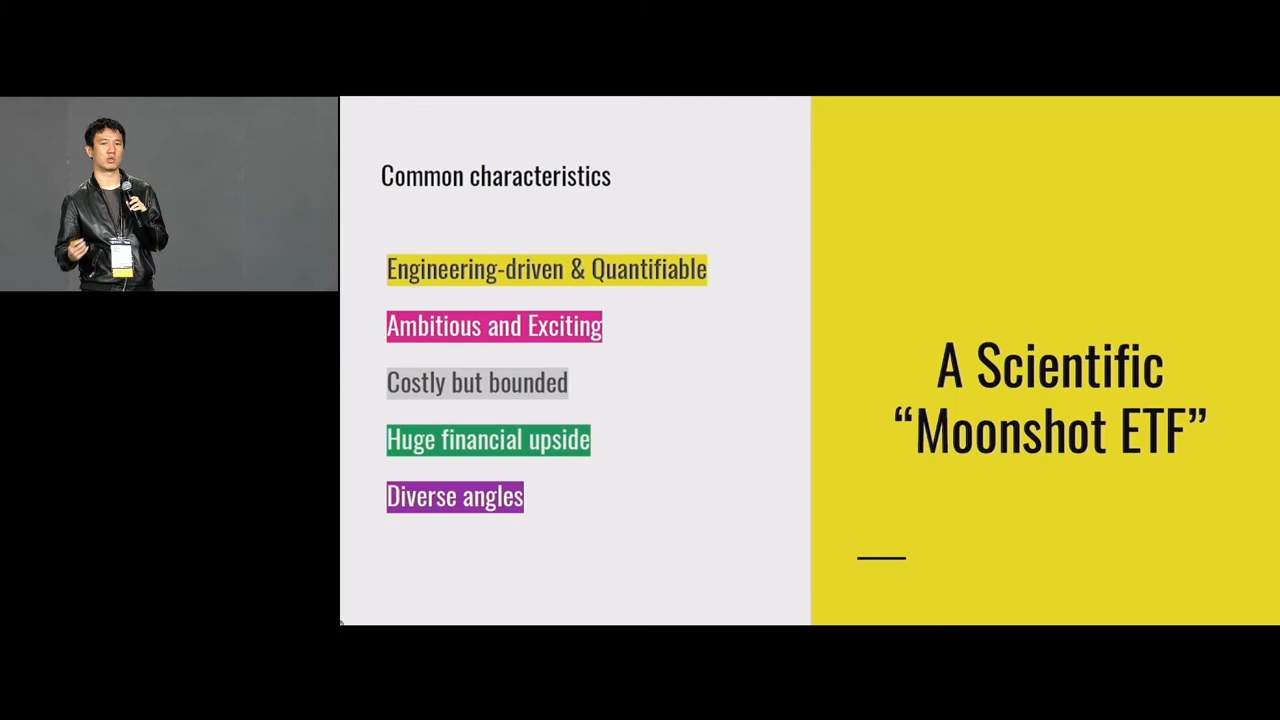 Common characteristics
Engineering-driven & Quantifiable
Ambitious and Exciting
Costly but bounded
Huge financial upside
Diverse angles
A Scientific
“Moonshot ETF”